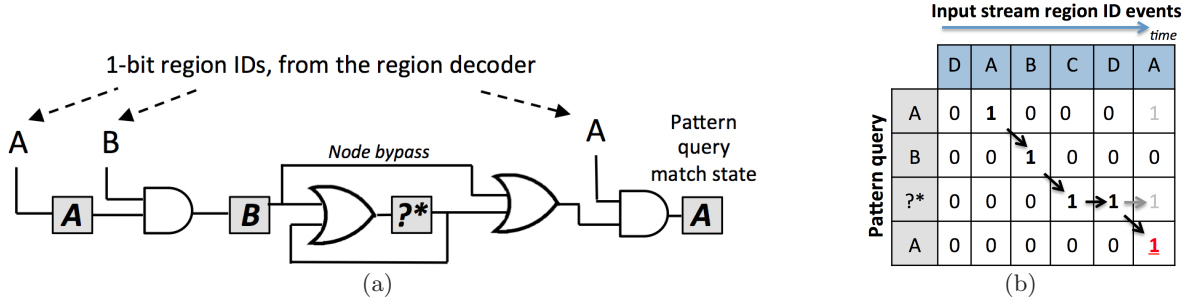 1-bit region IDs, from the region decoder
A
B
A
Pattern
query
match state
Node bypass
A
B
?*
A
(a)
Input stream region ID events
time
D A B C D A
Pattern query
A 0 1 0 0 0 1
B 0 0 1 0 0 0
?* 0 0 0 1 1 1
A 0 0 0 0 0 1
(b)